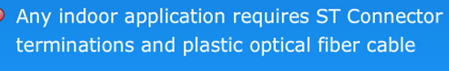 Any indoor application requires ST Connector
terminations and plastic optical fiber cable